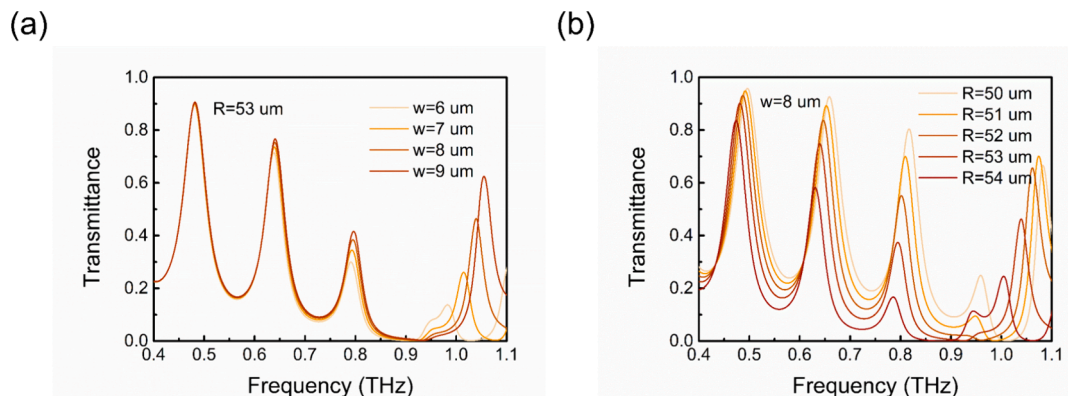 (a)
R=53 um
w=6 um
w=7 um
w=8 um
w=9 um
1.0
0.8
0.6
0.4
0.2
0.0
Transmittance
0.4 0.5 0.6 0.7 0.8 0.9 1.0 1.1
Frequency (THz)
(b)
w=8 um
R=50 um
R=51 um
R=52 um
R=53 um
R=54 um
1.0
0.8
0.6
0.4
0.2
0.0
Transmittance
0.4 0.5 0.6 0.7 0.8 0.9 1.0 1.1
Frequency (THz)